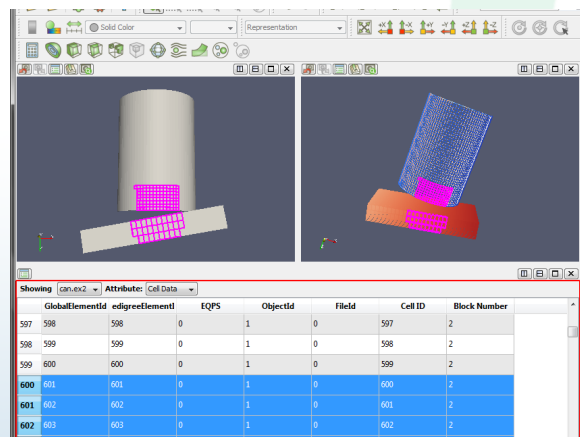 Solid Color Representation +X -X +Y -Y +Z -Z
Showing can.ex2 Attribute: Cell Data
GlobalElementId edigreeElementI EQPS ObjectId FileId Cell ID Block Number
597 598 598 0 1 0 597 2
598 599 599 0 1 0 598 2
599 600 600 0 1 0 599 2
600 601 601 0 1 0 600 2
601 602 602 0 1 0 601 2
602 603 603 0 1 0 602 2